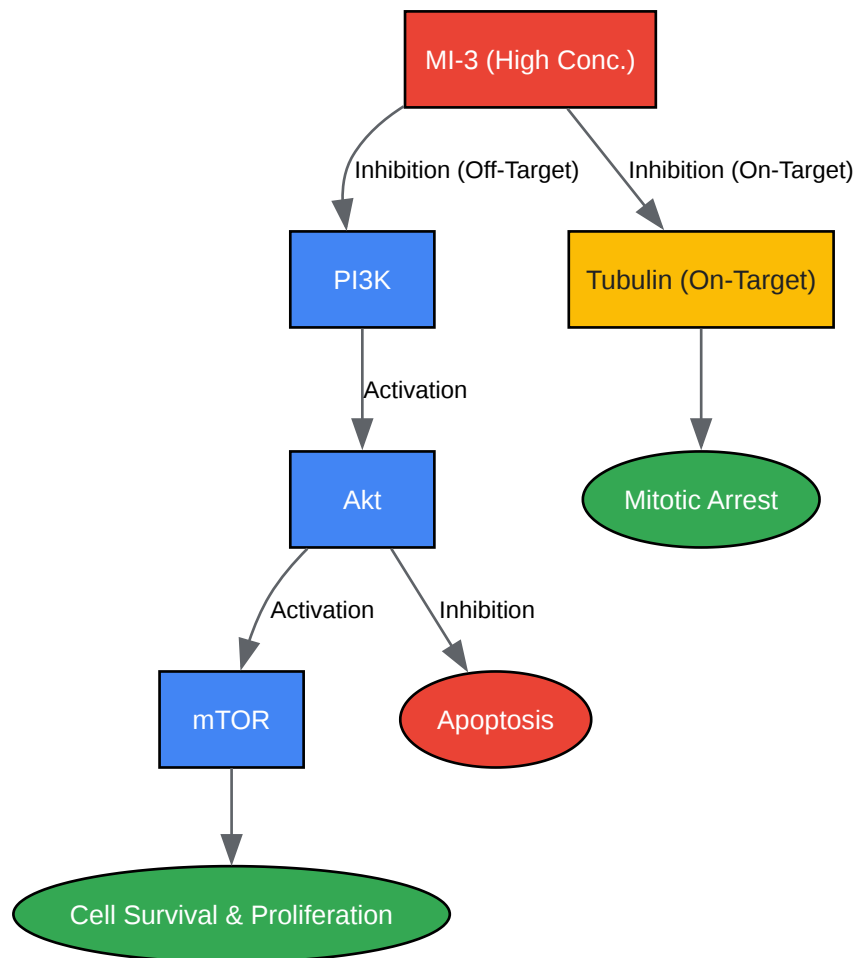 MI-3 (High Conc.)
Inhibition (Off-Target)
Inhibition (On-Target)
PI3K
Tubulin (On-Target)
Activation
Akt
Mitotic Arrest
Activation
Inhibition
mTOR
Apoptosis
Cell Survival & Proliferation